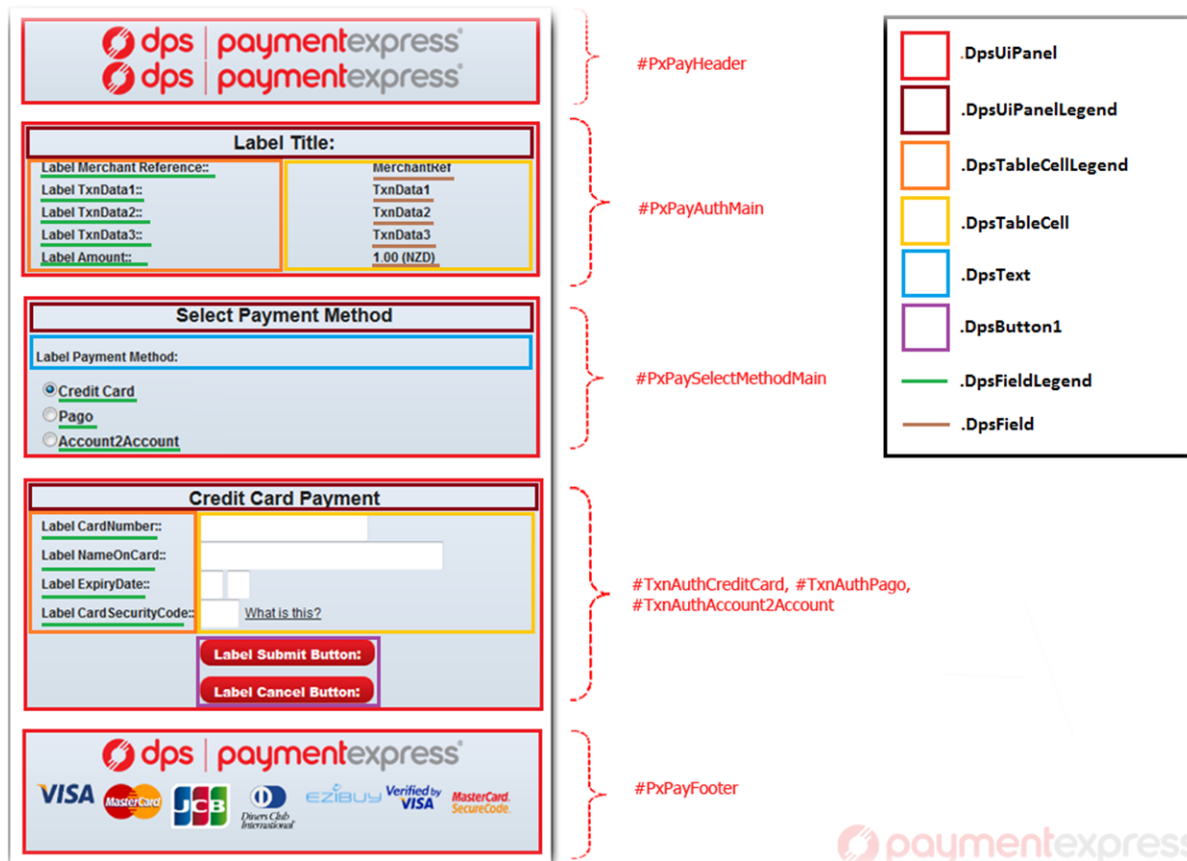 dps | paymentexpress
dps | paymentexpress
#PxPayHeader
Label Title:
Label Merchant Reference:: MerchantRef
Label TxnData1:: TxnData1
Label TxnData2:: TxnData2
Label TxnData3:: TxnData3
Label Amount:: 1.00 (NZD)
#PxPayAuthMain
Select Payment Method
Label Payment Method:
Credit Card
Pago
Account2Account
#PxPaySelectMethodMain
Credit Card Payment
Label CardNumber::
Label NameOnCard::
Label ExpiryDate::
Label CardSecurityCode:: What is this?
Label Submit Button:
Label Cancel Button:
#TxnAuthCreditCard, #TxnAuthPago,
#TxnAuthAccount2Account
dps | paymentexpress
VISA MasterCard JCB Diners Club International EZIBUY Verified by VISA MasterCard. SecureCode.
#PxPayFooter
.DpsUiPanel
.DpsUiPanelLegend
.DpsTableCellLegend
.DpsTableCell
.DpsText
.DpsButton1
.DpsFieldLegend
.DpsField
paymentexpress